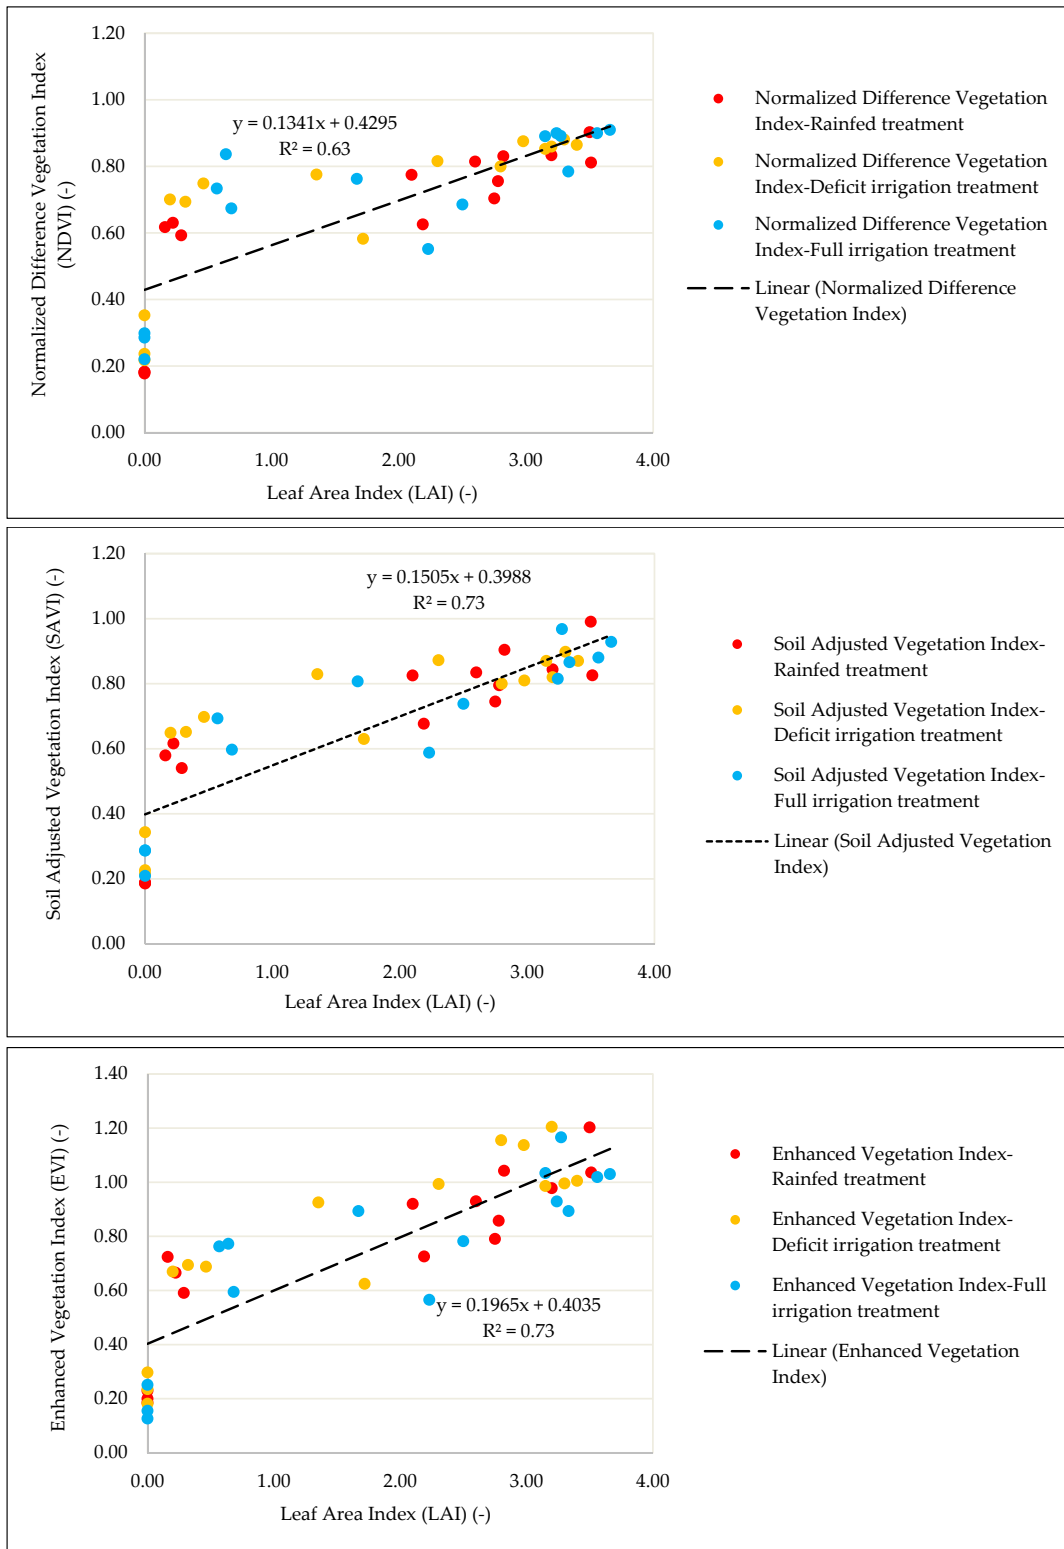 1.20
1.00
0.80
0.60
0.40
0.20
0.00
0.00 1.00 2.00 3.00 4.00
Normalized Difference Vegetation Index
(NDVI) (-)
Leaf Area Index (LAI) (-)
y = 0.1341x + 0.4295
R² = 0.63
Normalized Difference Vegetation
Index-Rainfed treatment
Normalized Difference Vegetation
Index-Deficit irrigation treatment
Normalized Difference Vegetation
Index-Full irrigation treatment
Linear (Normalized Difference
Vegetation Index)
1.20
1.00
0.80
0.60
0.40
0.20
0.00
0.00 1.00 2.00 3.00 4.00
Soil Adjusted Vegetation Index (SAVI) (-)
Leaf Area Index (LAI) (-)
y = 0.1505x + 0.3988
R² = 0.73
Soil Adjusted Vegetation Index-
Rainfed treatment
Soil Adjusted Vegetation Index-
Deficit irrigation treatment
Soil Adjusted Vegetation Index-
Full irrigation treatment
Linear (Soil Adjusted Vegetation
Index)
1.40
1.20
1.00
0.80
0.60
0.40
0.20
0.00
0.00 1.00 2.00 3.00 4.00
Enhanced Vegetation Index (EVI) (-)
Leaf Area Index (LAI) (-)
y = 0.1965x + 0.4035
R² = 0.73
Enhanced Vegetation Index-
Rainfed treatment
Enhanced Vegetation Index-
Deficit irrigation treatment
Enhanced Vegetation Index-Full
irrigation treatment
Linear (Enhanced Vegetation
Index)